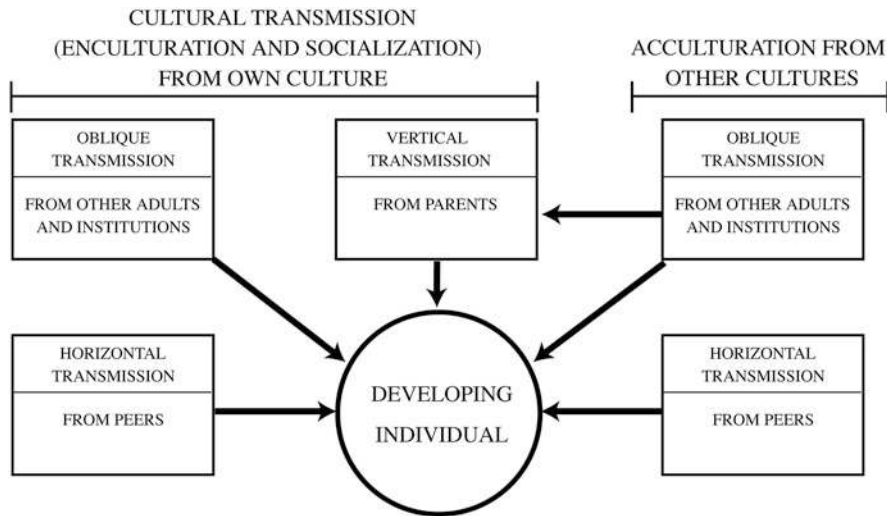 CULTURAL TRANSMISSION
(ENCULTURATION AND SOCIALIZATION)
FROM OWN CULTURE
ACCULTURATION FROM
OTHER CULTURES
OBLIQUE
TRANSMISSION
FROM OTHER ADULTS
AND INSTITUTIONS
VERTICAL
TRANSMISSION
FROM PARENTS
OBLIQUE
TRANSMISSION
FROM OTHER ADULTS
AND INSTITUTIONS
HORIZONTAL
TRANSMISSION
FROM PEERS
DEVELOPING
INDIVIDUAL
HORIZONTAL
TRANSMISSION
FROM PEERS